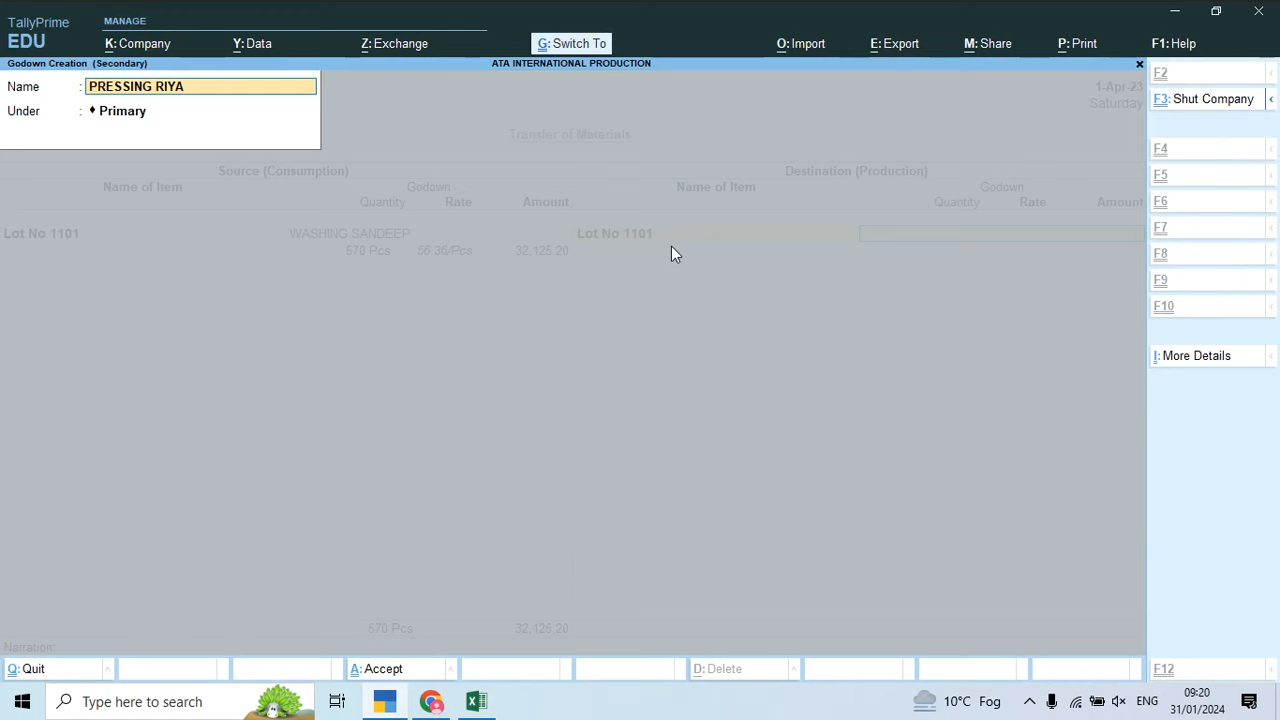 TallyPrime
EDU
MANAGE
K: Company
Y: Data
Z: Exchange
G: Switch To
O: Import
E: Export
M: Share
P: Print
F1: Help
Godown Creation (Secondary)
ATA INTERNATIONAL PRODUCTION
×
Name : PRESSING RIYA
Under : ♦ Primary
1-Apr-23
Saturday
Transfer of Materials
Source (Consumption)
Destination (Production)
Name of Item
Godown
Name of Item
Godown
Quantity
Rate
Amount
Quantity
Rate
Amount
Lot No 1101
WASHING SANDEEP
Lot No 1101
570 Pcs
56.36/Pcs
32,125.20
570 Pcs
32,125.20
Narration:
F2
F3: Shut Company
F4
F5
F6
F7
F8
F9
F10
I: More Details
F12
Q: Quit
A: Accept
D: Delete
Type here to search
10°C Fog
ENG
09:20
31/01/2024